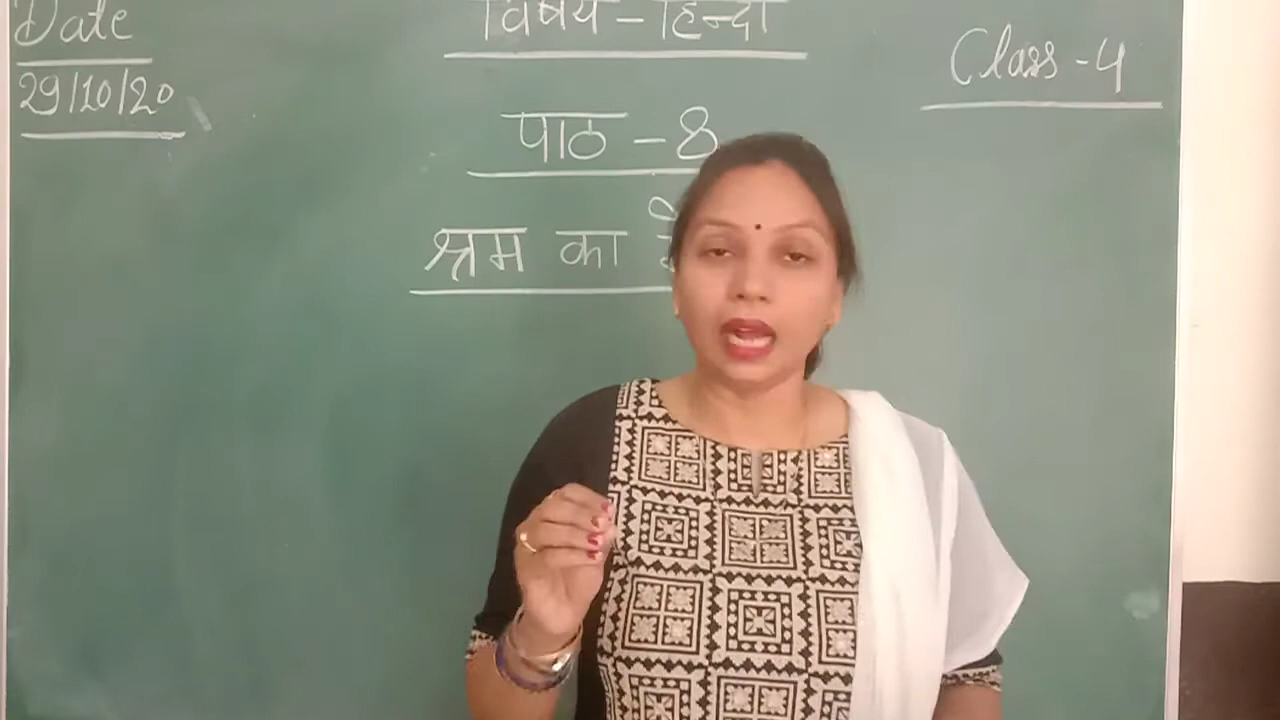 Date
29/10/20
विषय - हिन्दी
Class - 4
पाठ - 8
श्रम का